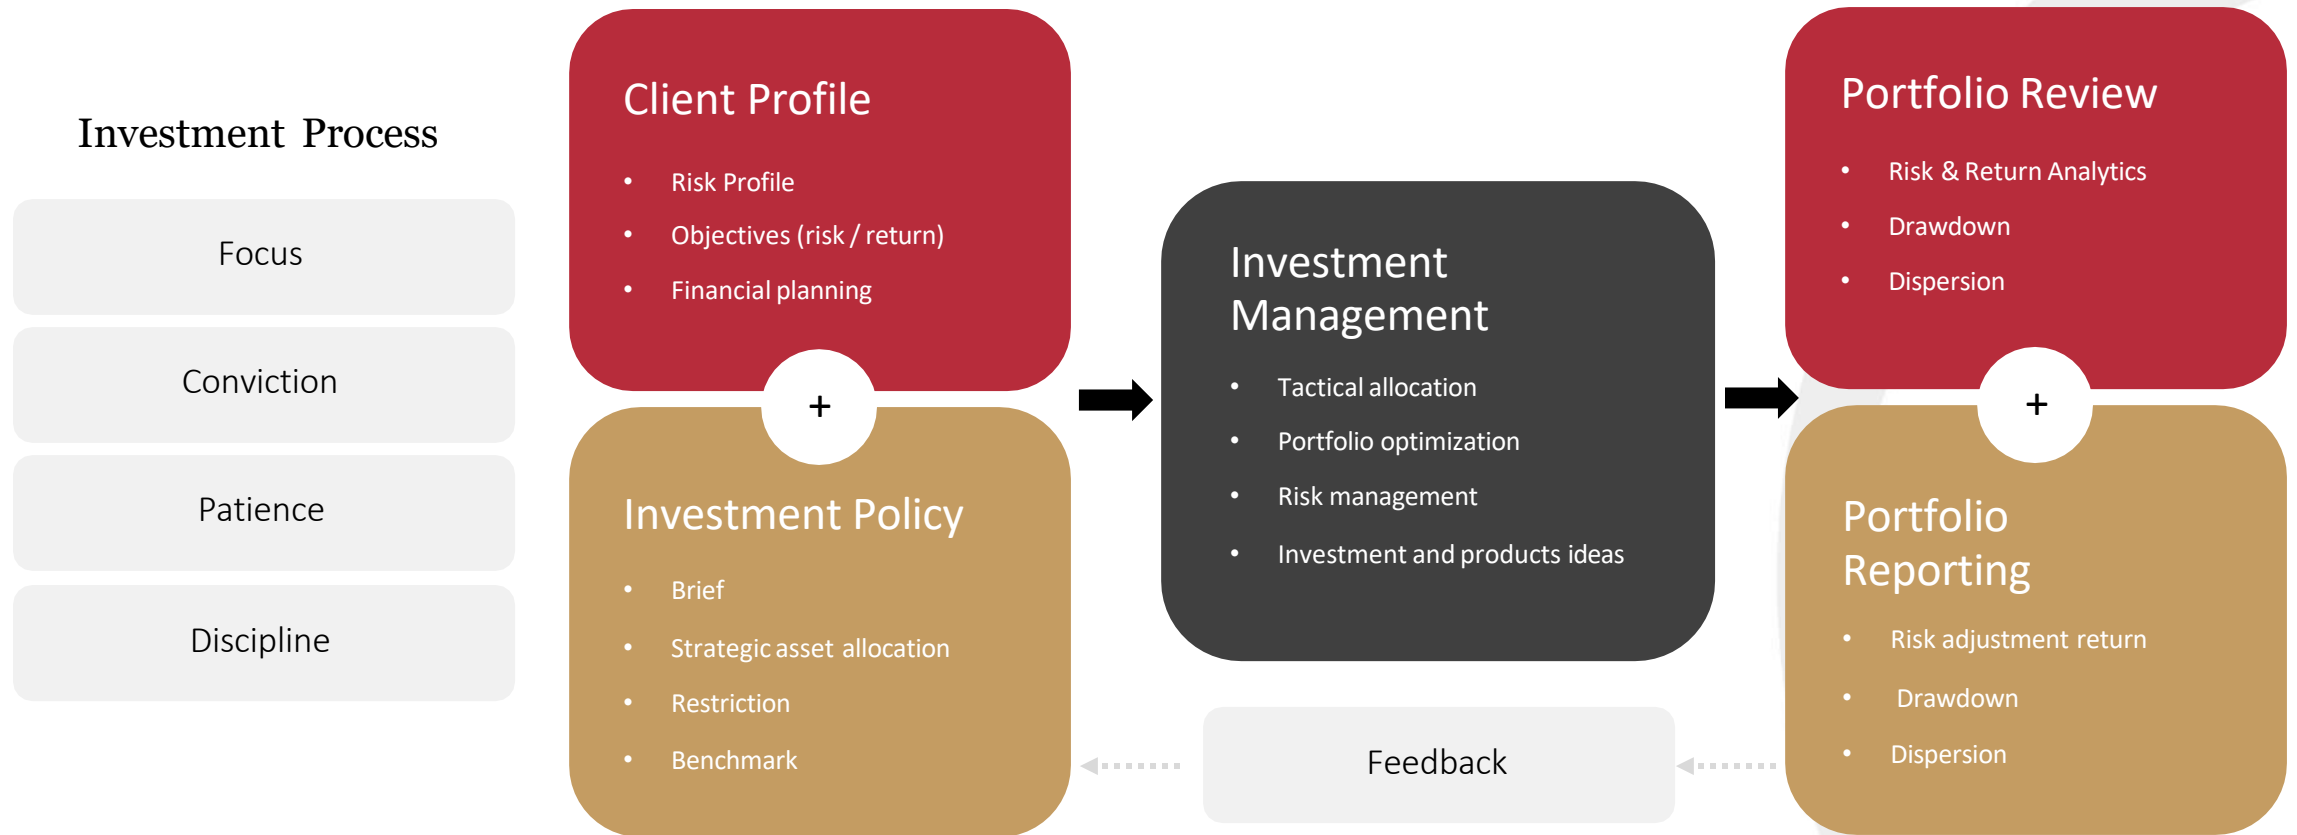 Investment Process
Focus
Conviction
Patience
Discipline
Client Profile
• Risk Profile
• Objectives (risk / return)
• Financial planning
+
Investment Policy
• Brief
• Strategic asset allocation
• Restriction
• Benchmark
Investment
Management
• Tactical allocation
• Portfolio optimization
• Risk management
• Investment and products ideas
Feedback
Portfolio Review
• Risk & Return Analytics
• Drawdown
• Dispersion
+
Portfolio
Reporting
• Risk adjustment return
• Drawdown
• Dispersion